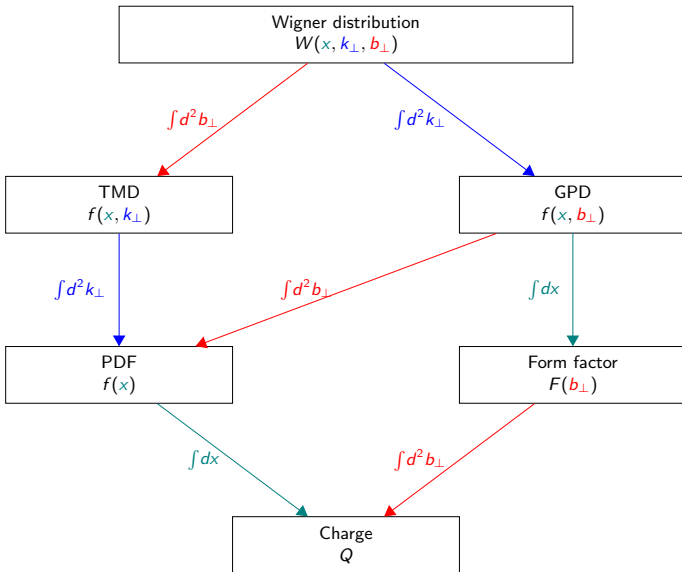 Wigner distribution
W(x, k⊥, b⊥)
∫d²b⊥
∫d²k⊥
TMD
f(x, k⊥)
GPD
f(x, b⊥)
∫d²k⊥
∫d²b⊥
∫dx
PDF
f(x)
Form factor
F(b⊥)
∫dx
∫d²b⊥
Charge
Q